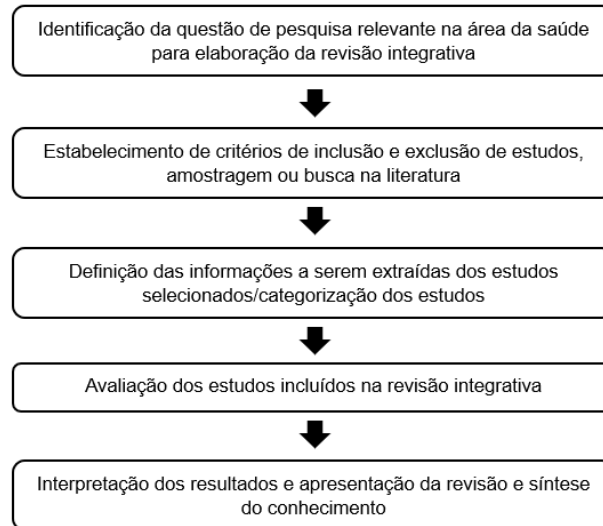 Identificação da questão de pesquisa relevante na área da saúde
para elaboração da revisão integrativa
Estabelecimento de critérios de inclusão e exclusão de estudos,
amostragem ou busca na literatura
Definição das informações a serem extraídas dos estudos
selecionados/categorização dos estudos
Avaliação dos estudos incluídos na revisão integrativa
Interpretação dos resultados e apresentação da revisão e síntese
do conhecimento